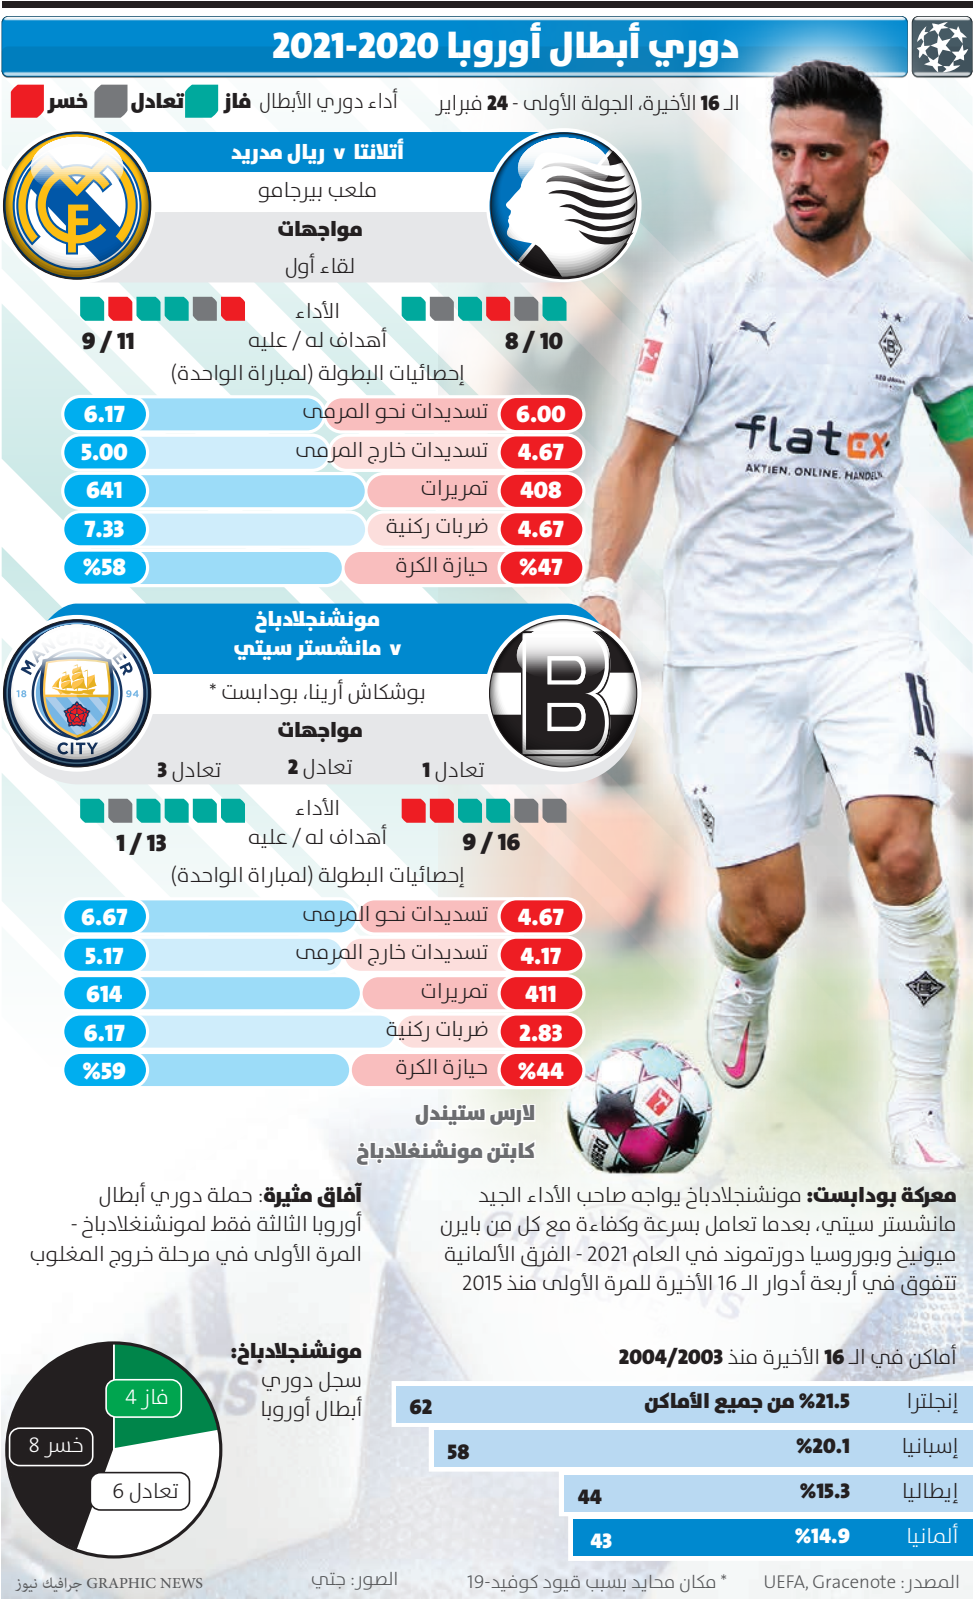 دوري أبطال أوروبا 2020-2021
الـ 16 الأخيرة، الجولة الأولى - 24 فبراير
أداء دوري الأبطال فاز تعادل خسر
أتلانتا v ريال مدريد
ملعب بيرجامو
مواجهات
لقاء أول
الأداء
8 / 10 أهداف له / عليه 9 / 11
إحصائيات البطولة (لمباراة الواحدة)
6.00 تسديدات نحو المرمى 6.17
4.67 تسديدات خارج المرمى 5.00
408 تمريرات 641
4.67 ضربات ركنية 7.33
%47 حيازة الكرة %58
مونشنجلادباخ
v مانشستر سيتي
بوشكاش أرينا، بودابست *
مواجهات
تعادل 1 تعادل 2 تعادل 3
الأداء
9 / 16 أهداف له / عليه 1 / 13
إحصائيات البطولة (لمباراة الواحدة)
4.67 تسديدات نحو المرمى 6.67
4.17 تسديدات خارج المرمى 5.17
411 تمريرات 614
2.83 ضربات ركنية 6.17
%44 حيازة الكرة %59
MANCHESTER
18 94
CITY
B
flatex
AKTIEN. ONLINE. HANDELN.
13
لارس ستيندل
كابتن مونشنغلادباخ
معركة بودابست: مونشنجلادباخ يواجه صاحب الأداء الجيد
مانشستر سيتي، بعدما تعامل بسرعة وكفاءة مع كل من بايرن
ميونيخ وبوروسيا دورتموند في العام 2021 - الفرق الألمانية
تتفوق في أربعة أدوار الـ 16 الأخيرة للمرة الأولى منذ 2015
آفاق مثيرة: حملة دوري أبطال
أوروبا الثالثة فقط لمونشنغلادباخ -
المرة الأولى في مرحلة خروج المغلوب
أماكن في الـ 16 الأخيرة منذ 2004/2003
إنجلترا %21.5 من جميع الأماكن 62
إسبانيا %20.1 58
إيطاليا %15.3 44
ألمانيا %14.9 43
مونشنجلادباخ:
سجل دوري
أبطال أوروبا
فاز 4
خسر 8
تعادل 6
المصدر: UEFA, Gracenote
* مكان محايد بسبب قيود كوفيد-19
الصور: جتي
GRAPHIC NEWS جرافيك نيوز